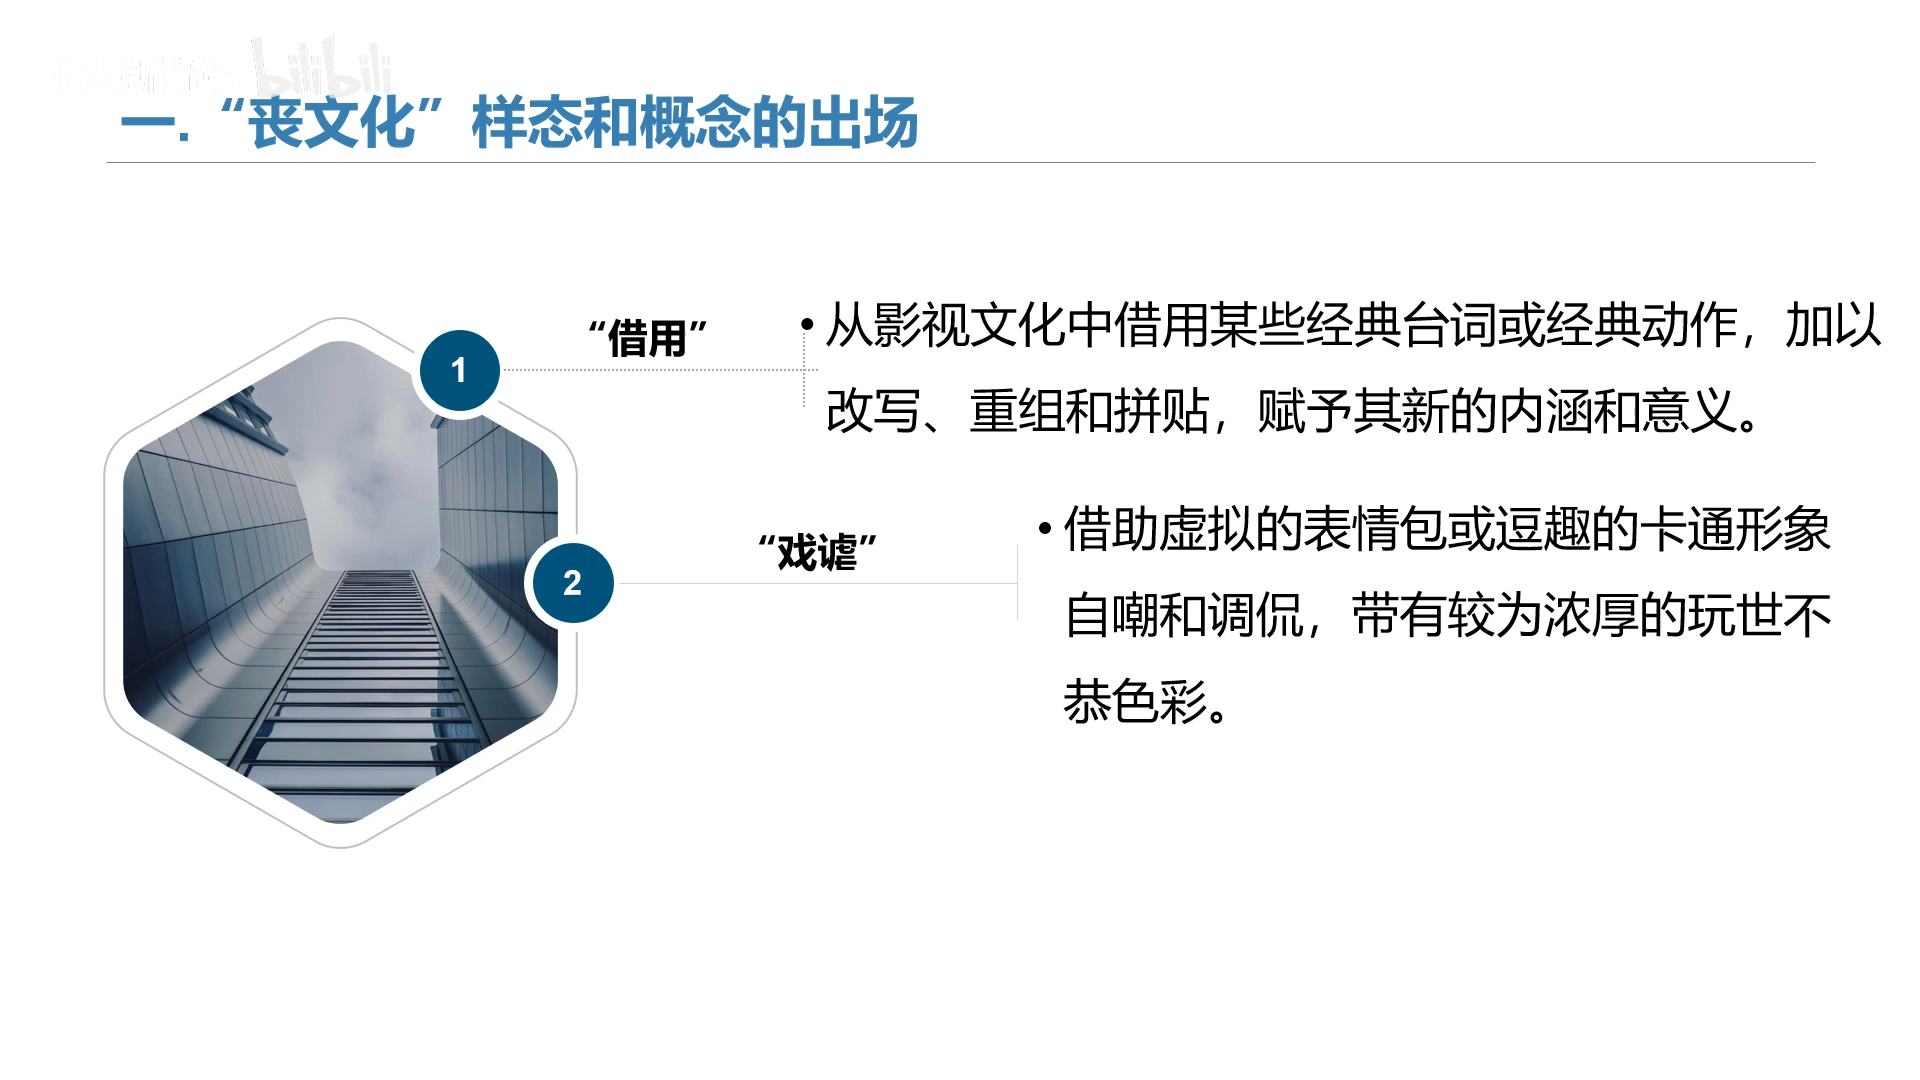 bilibili
一.“丧文化”样态和概念的出场
1
“借用”
•从影视文化中借用某些经典台词或经典动作，加以
改写、重组和拼贴，赋予其新的内涵和意义。
2
“戏谑”
•借助虚拟的表情包或逗趣的卡通形象
自嘲和调侃，带有较为浓厚的玩世不
恭色彩。